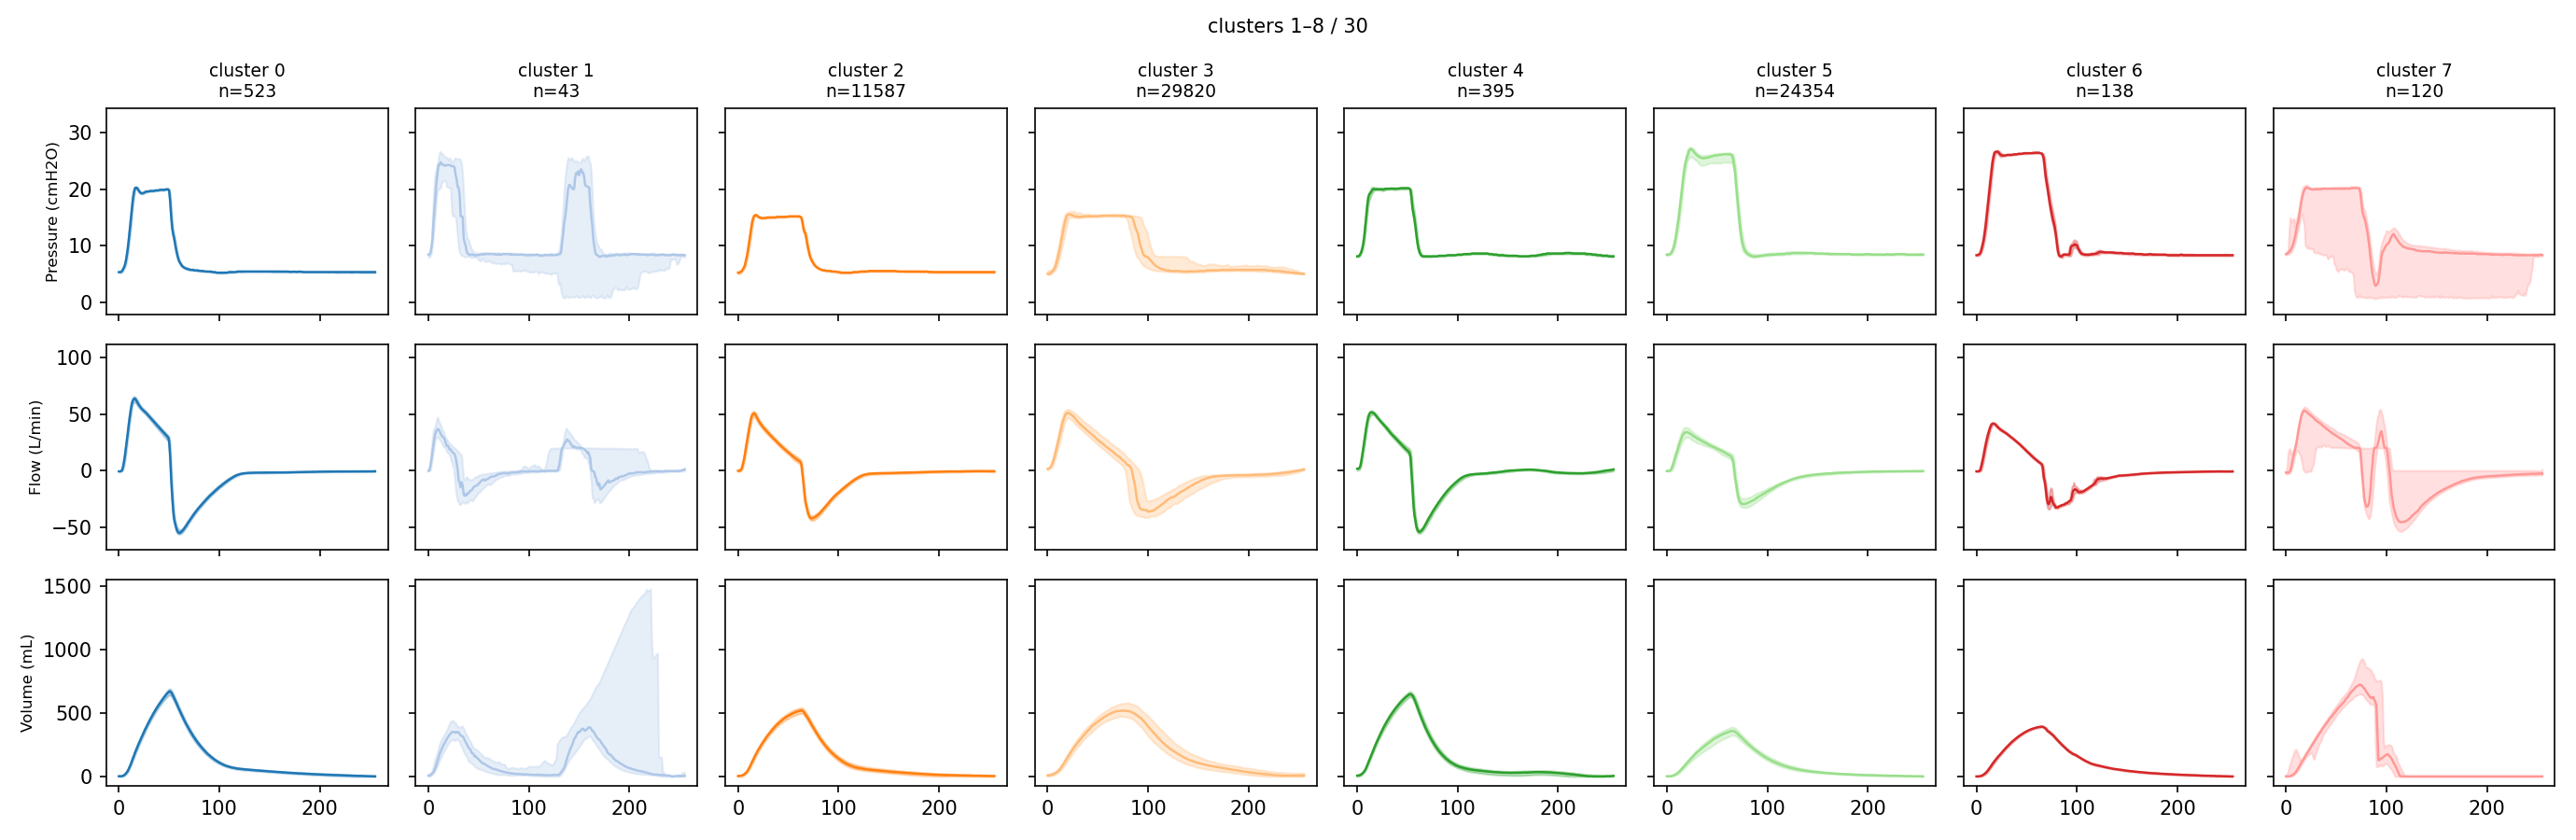 clusters 1–8 / 30
cluster 0
n=523
cluster 1
n=43
cluster 2
n=11587
cluster 3
n=29820
cluster 4
n=395
cluster 5
n=24354
cluster 6
n=138
cluster 7
n=120
Pressure (cmH2O)
30
20
10
0
Flow (L/min)
100
50
0
−50
Volume (mL)
1500
1000
500
0
0 100 200
0 100 200
0 100 200
0 100 200
0 100 200
0 100 200
0 100 200
0 100 200